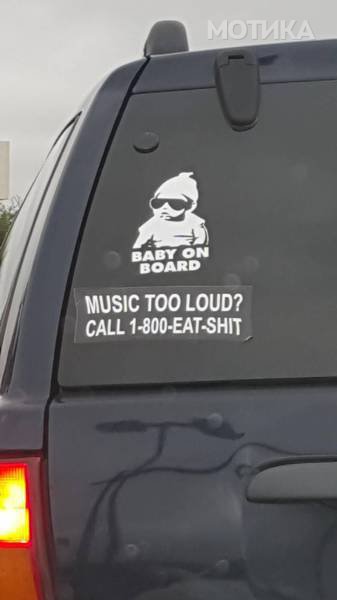 МОТИКА
BABY ON
BOARD
MUSIC TOO LOUD?
CALL 1-800-EAT-SHIT